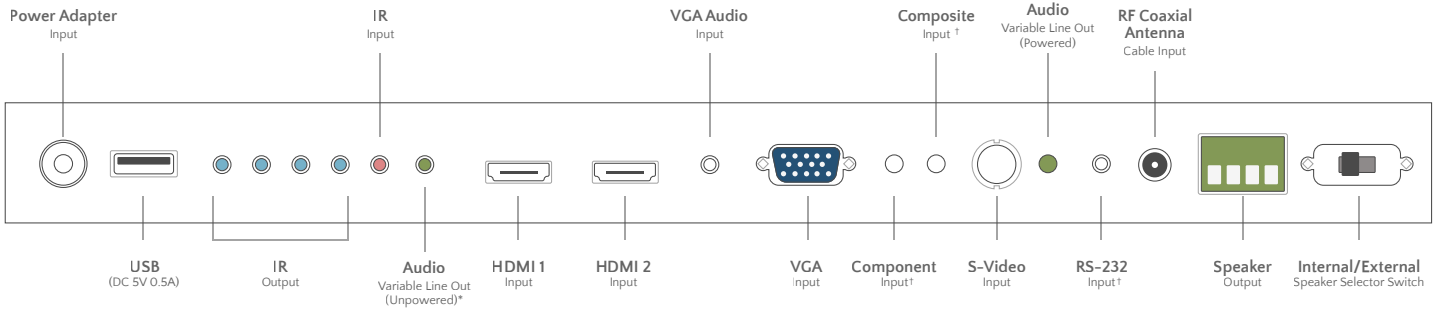 Power Adapter
Input
IR
Input
VGA Audio
Input
Composite
Input †
Audio
Variable Line Out
(Powered)
RF Coaxial
Antenna
Cable Input
USB
(DC 5V 0.5A)
IR
Output
Audio
Variable Line Out
(Unpowered)*
HDMI 1
Input
HDMI 2
Input
VGA
Input
Component
Input†
S-Video
Input
RS-232
Input†
Speaker
Output
Internal/External
Speaker Selector Switch